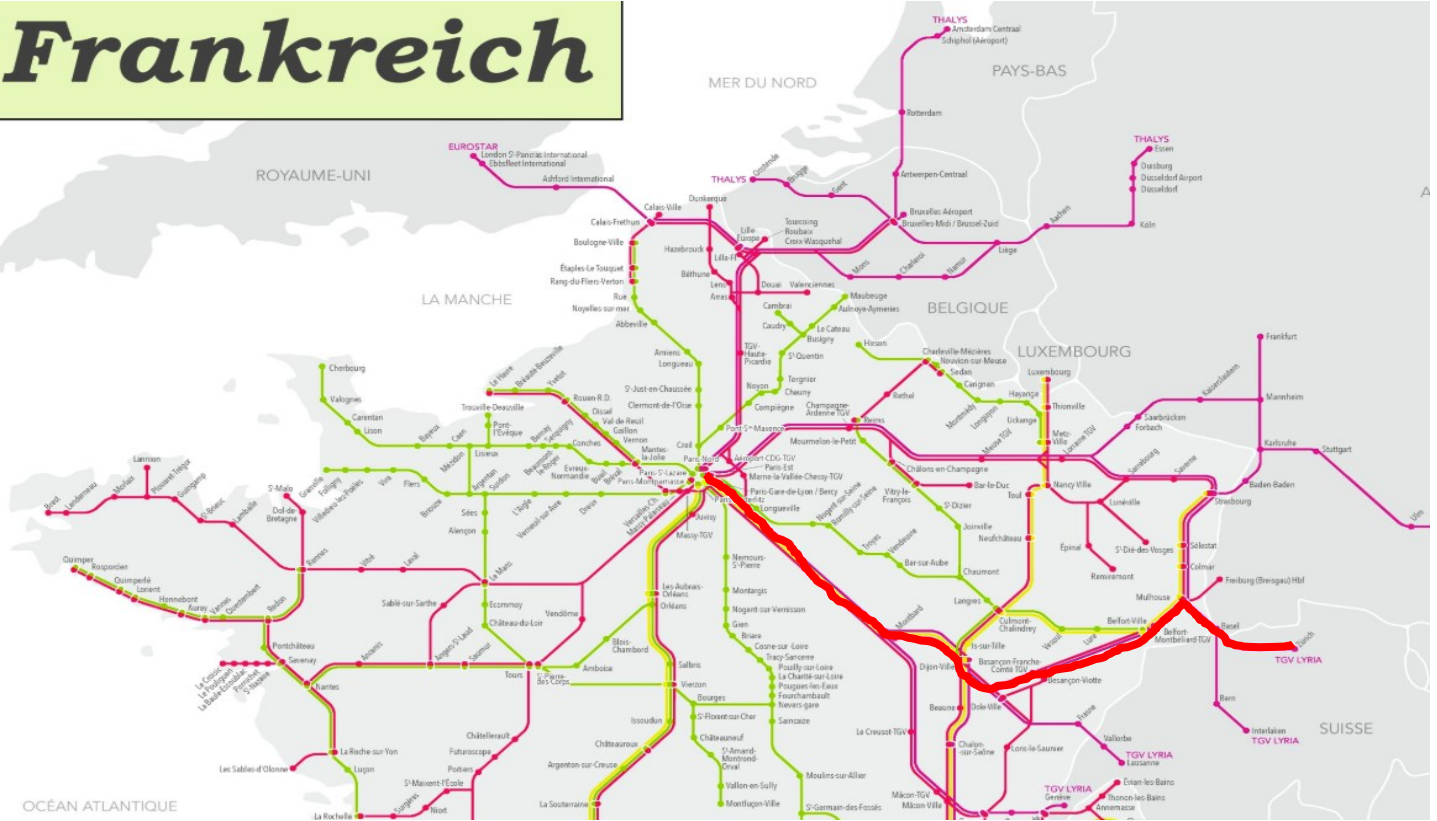 Frankreich
THALYS
Amsterdam Centraal
Schiphol (Aéroport)
PAYS-BAS
MER DU NORD
Rotterdam
EUROSTAR
London St-Pancras International
Ebbsfleet International
Ashford International
ROYAUME-UNI
THALYS
Essen
Duisburg
Düsseldorf Airport
Düsseldorf
Köln
Aachen
Liège
THALYS
Oostende
Brugge
Gent
Antwerpen-Centraal
Bruxelles-Aéroport
Bruxelles-Midi / Brussel-Zuid
Mons
Charleroi
Namur
Dunkerque
Calais-Ville
Calais-Frethun
Tourcoing
Roubaix
Croix-Wasquehal
Lille
Europe
Hazebrouck
Béthune
Lens
Arras
Douai
Valenciennes
Boulogne-Ville
Étaples-Le Touquet
Rang-du-Fliers-Verton
Rue
Noyelles-sur-mer
Abbeville
Amiens
Longueau
St-Just-en-Chaussée
Clermont-de-l'Oise
Creil
LA MANCHE
BELGIQUE
LUXEMBOURG
Cambrai
Caudry
Maubeuge
Aulnoye-Aymeries
Le Cateau
Busigny
St-Quentin
Tergnier
Chauny
Noyon
Compiègne
Pont-Ste-Maxence
TGV-
Haute-
Picardie
Hirson
Charleville-Mézières
Nouvion-sur-Meuse
Sedan
Carignan
Montmédy
Longuyon
Hayange
Uckange
Luxembourg
Thionville
Metz-
Ville
Rethel
Champagne-
Ardenne TGV
Reims
Mourmelon-le-Petit
Meuse TGV
Lorraine TGV
Frankfurt
Mannheim
Kaiserslautern
Saarbrücken
Forbach
Karlsruhe
Stuttgart
Baden Baden
Ulm
Sarrebourg
Saverne
Strasbourg
Sélestat
Colmar
Mulhouse
Freiburg (Breisgau) Hbf
Basel
Zürich
TGV LYRIA
Bern
Interlaken
TGV LYRIA
SUISSE
Châlons-en-Champagne
Bar-le-Duc
Vitry-le-
François
St-Dizier
Joinville
Chaumont
Langres
Culmont-
Chalindrey
Toul
Nancy-Ville
Neufchâteau
Lunéville
Épinal
St-Dié-des-Vosges
Remiremont
Vesoul
Lure
Belfort-Ville
Belfort-
Montbéliard-TGV
Is-sur-Tille
Dijon-Ville
Besançon-Franche-
Comté TGV
Besançon-Viotte
Dole-Ville
Beaune
Chalon-
sur-Saône
Le Creusot-TGV
Mâcon-TGV
Mâcon-Ville
Lons-le-Saunier
Frasne
Vallorbe
TGV LYRIA
Lausanne
TGV LYRIA
Genève
Évian-les-Bains
Thonon-les-Bains
Annemasse
Montbard
Cherbourg
Valognes
Carentan
Lison
Bayeux
Caen
Mézidon
Lisieux
Trouville-Deauville
Pont-
l'Evêque
Le Havre
Bréauté-Beuzeville
Yvetot
Rouen-R.D.
Oissel
Val-de-Reuil
Gaillon
Vernon
Mantes-
la-Jolie
Bernay
Serquigny
Beaumont-
le-Roger
Conches
Evreux-
Normandie
Bueil
Bréval
Granville
Folligny
Villedieu-les-Poêles
Vire
Flers
Briouze
Argentan
Surdon
L'Aigle
Verneuil-sur-Avre
Dreux
Sées
Alençon
Paris-Nord
Paris-St-Lazare
Paris-Montparnasse
Aéroport CDG-TGV
Paris-Est
Marne-la-Vallée-Chessy-TGV
Paris-Gare-de-Lyon / Bercy
Longueville
Nogent-sur-Seine
Romilly-sur-Seine
Troyes
Vendeuvre
Bar-sur-Aube
Versailles-Ch.
Massy-Palaiseau
Juvisy
Massy-TGV
Nemours-
St-Pierre
Montargis
Nogent-sur-Vernisson
Gien
Briare
Cosne-sur-Loire
Tracy-Sancerre
Pouilly-sur-Loire
La Charité-sur-Loire
Pougues-les-Eaux
Fourchambault
Nevers-gare
Saincaize
Moulins-sur-Allier
St-Germain-des-Fossés
Lannion
Morlaix
Plouaret-Trégor
Guingamp
St-Brieuc
Lamballe
Landerneau
Brest
St-Malo
Dol-de-
Bretagne
Rennes
Vitré
Laval
Le Mans
Quimper
Rosporden
Quimperlé
Lorient
Hennebont
Auray
Vannes
Questembert
Redon
Pontchâteau
Savenay
Le Croisic
Le Pouliguen
La Baule-Escoublac
Pornichet
St-Nazaire
Nantes
Ancenis
Angers-St-Laud
Saumur
Sablé-sur-Sarthe
Ecommoy
Château-du-Loir
Vendôme
Tours
St-Pierre-
des-Corps
Amboise
Blois-
Chambord
Les-Aubrais-
Orléans
Orléans
Salbris
Vierzon
Bourges
St-Florent-sur-Cher
Châteauneuf
St-Amand-
Montrond-
Orval
Vallon-en-Sully
Montluçon-Ville
Issoudun
Châteauroux
Argenton-sur-Creuse
La Souterraine
Châtellerault
Futuroscope
Poitiers
St-Maixent-l'École
Niort
Surgères
La Rochelle
Luçon
La Roche-sur-Yon
Les Sables-d'Olonne
OCÉAN ATLANTIQUE